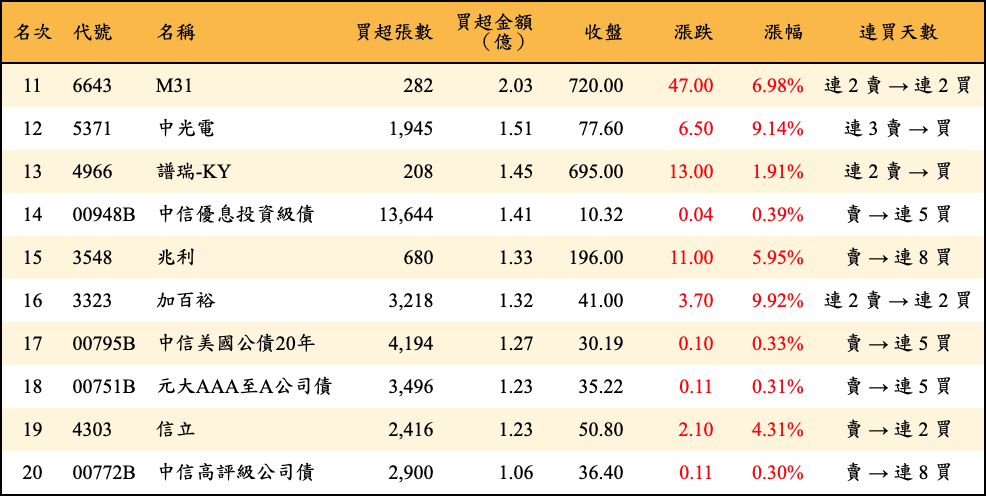 名次 代號 名稱 買超張數 買超金額（億） 收盤 漲跌 漲幅 連買天數
11 6643 M31 282 2.03 720.00 47.00 6.98% 連 2 賣 → 連 2 買
12 5371 中光電 1,945 1.51 77.60 6.50 9.14% 連 3 賣 → 買
13 4966 譜瑞-KY 208 1.45 695.00 13.00 1.91% 連 2 賣 → 買
14 00948B 中信優息投資級債 13,644 1.41 10.32 0.04 0.39% 賣 → 連 5 買
15 3548 兆利 680 1.33 196.00 11.00 5.95% 賣 → 連 8 買
16 3323 加百裕 3,218 1.32 41.00 3.70 9.92% 連 2 賣 → 連 2 買
17 00795B 中信美國公債20年 4,194 1.27 30.19 0.10 0.33% 賣 → 連 5 買
18 00751B 元大AAA至A公司債 3,496 1.23 35.22 0.11 0.31% 賣 → 連 5 買
19 4303 信立 2,416 1.23 50.80 2.10 4.31% 賣 → 連 2 買
20 00772B 中信高評級公司債 2,900 1.06 36.40 0.11 0.30% 賣 → 連 8 買